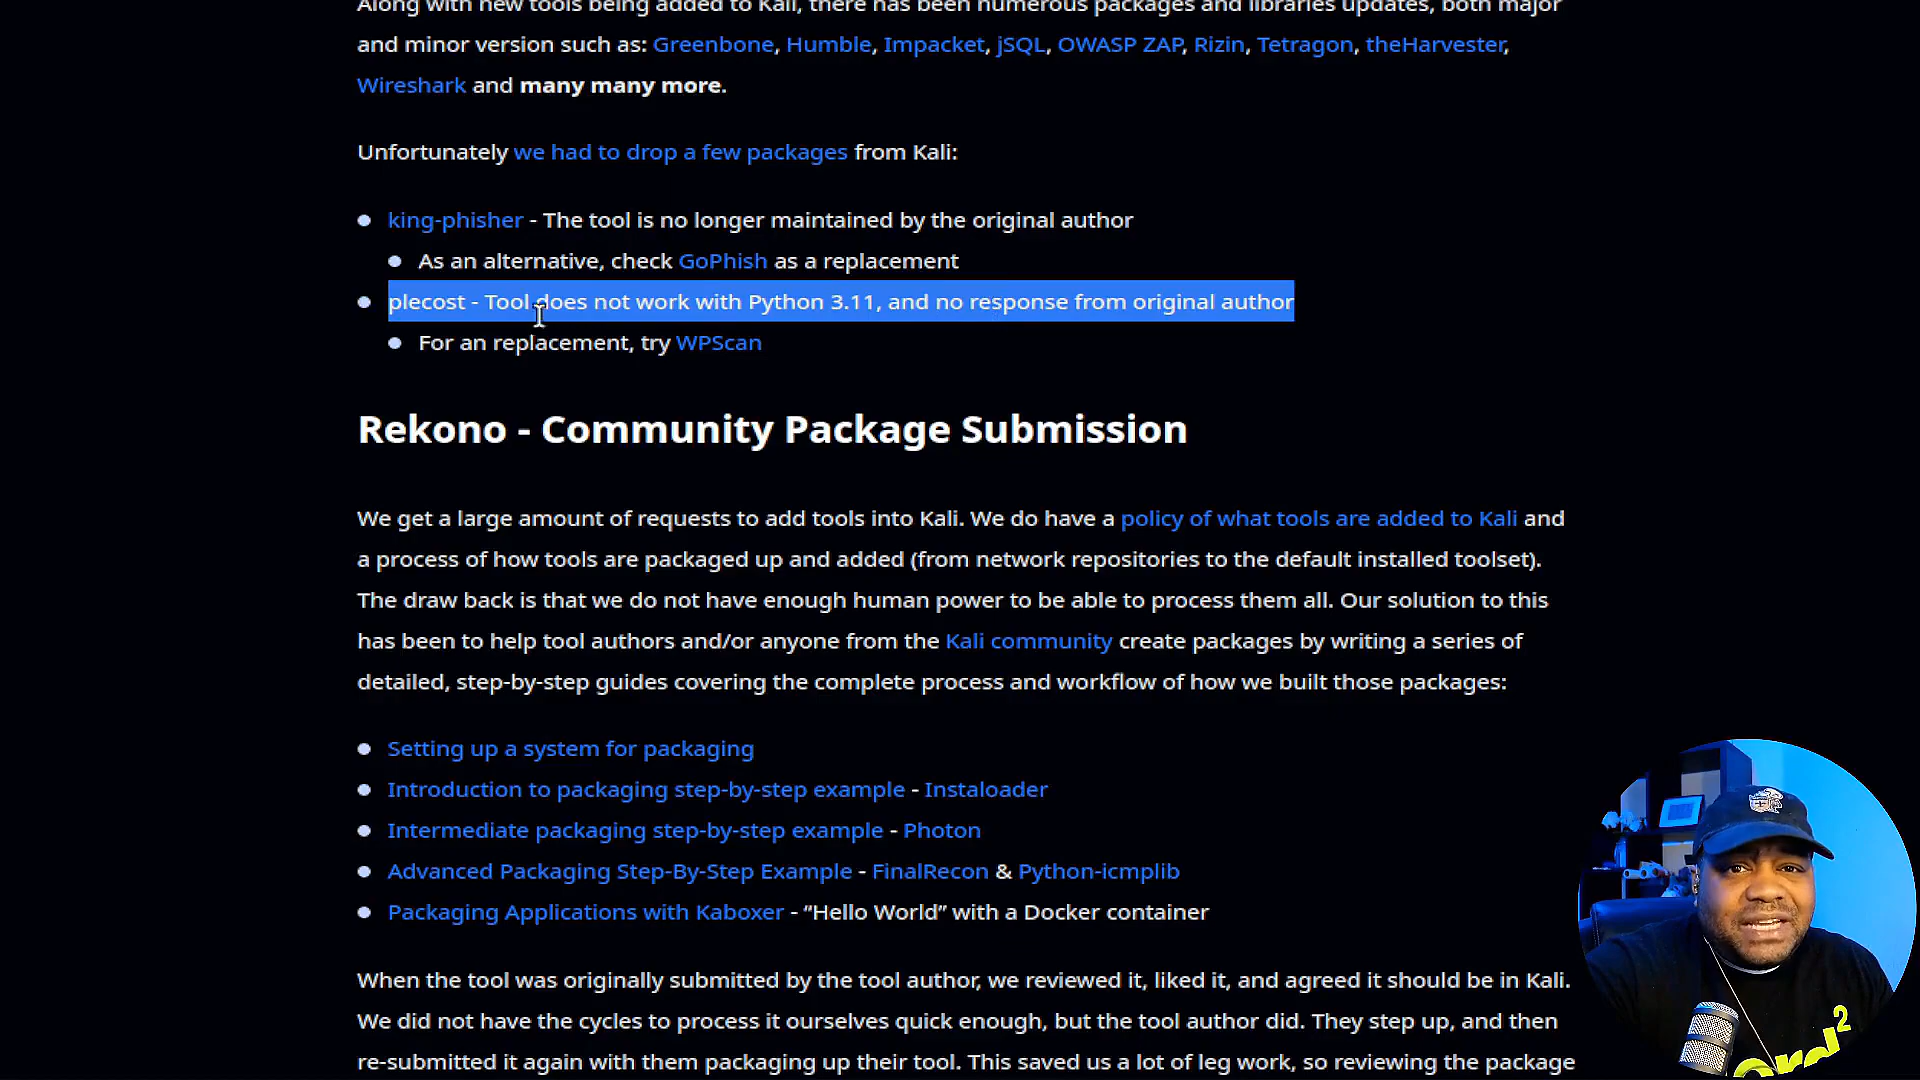 Along with new tools being added to Kali, there has been numerous packages and libraries updates, both major
and minor version such as: Greenbone, Humble, Impacket, jSQL, OWASP ZAP, Rizin, Tetragon, theHarvester,
Wireshark and many many more.
Unfortunately we had to drop a few packages from Kali:
king-phisher - The tool is no longer maintained by the original author
As an alternative, check GoPhish as a replacement
plecost - Tool does not work with Python 3.11, and no response from original author
For an replacement, try WPScan
Rekono - Community Package Submission
We get a large amount of requests to add tools into Kali. We do have a policy of what tools are added to Kali and
a process of how tools are packaged up and added (from network repositories to the default installed toolset).
The draw back is that we do not have enough human power to be able to process them all. Our solution to this
has been to help tool authors and/or anyone from the Kali community create packages by writing a series of
detailed, step-by-step guides covering the complete process and workflow of how we built those packages:
Setting up a system for packaging
Introduction to packaging step-by-step example - Instaloader
Intermediate packaging step-by-step example - Photon
Advanced Packaging Step-By-Step Example - FinalRecon & Python-icmplib
Packaging Applications with Kaboxer - “Hello World” with a Docker container
When the tool was originally submitted by the tool author, we reviewed it, liked it, and agreed it should be in Kali.
We did not have the cycles to process it ourselves quick enough, but the tool author did. They step up, and then
re-submitted it again with them packaging up their tool. This saved us a lot of leg work, so reviewing the package